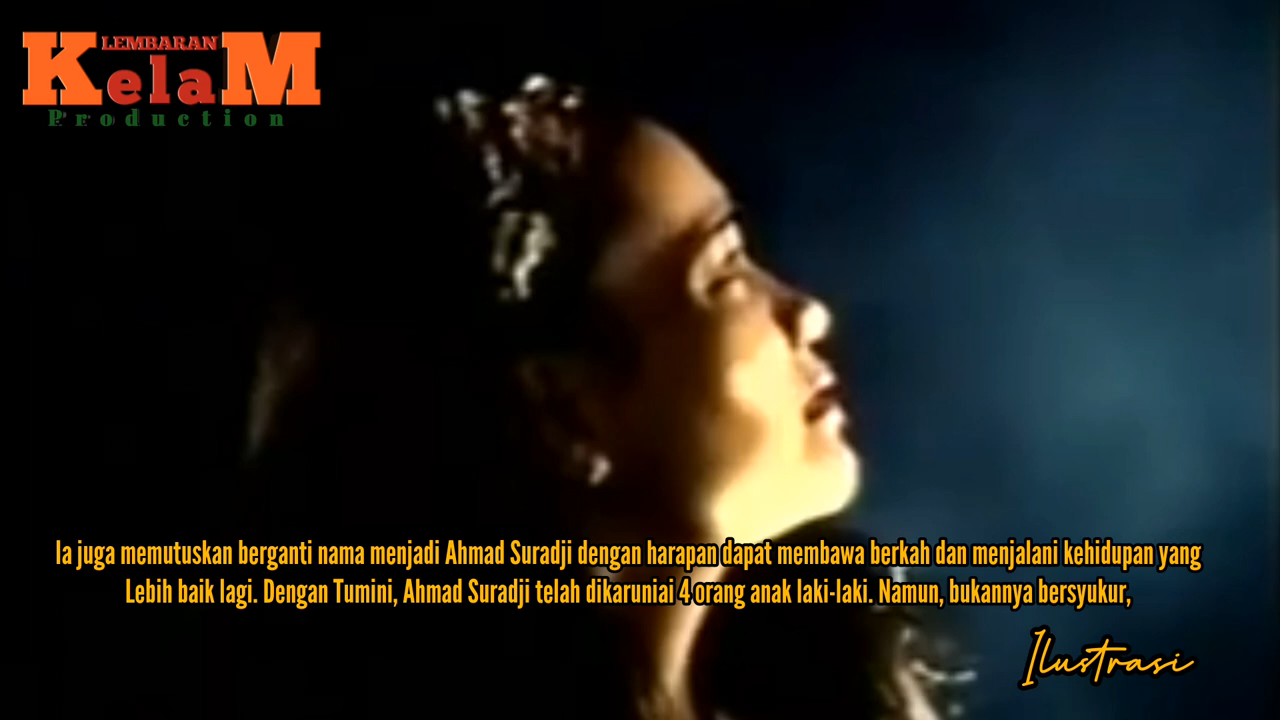 LEMBARAN
KelaM
Production
Ia juga memutuskan berganti nama menjadi Ahmad Suradji dengan harapan dapat membawa berkah dan menjalani kehidupan yang
Lebih baik lagi. Dengan Tumini, Ahmad Suradji telah dikaruniai 4 orang anak laki-laki. Namun, bukannya bersyukur,
Ilustrasi